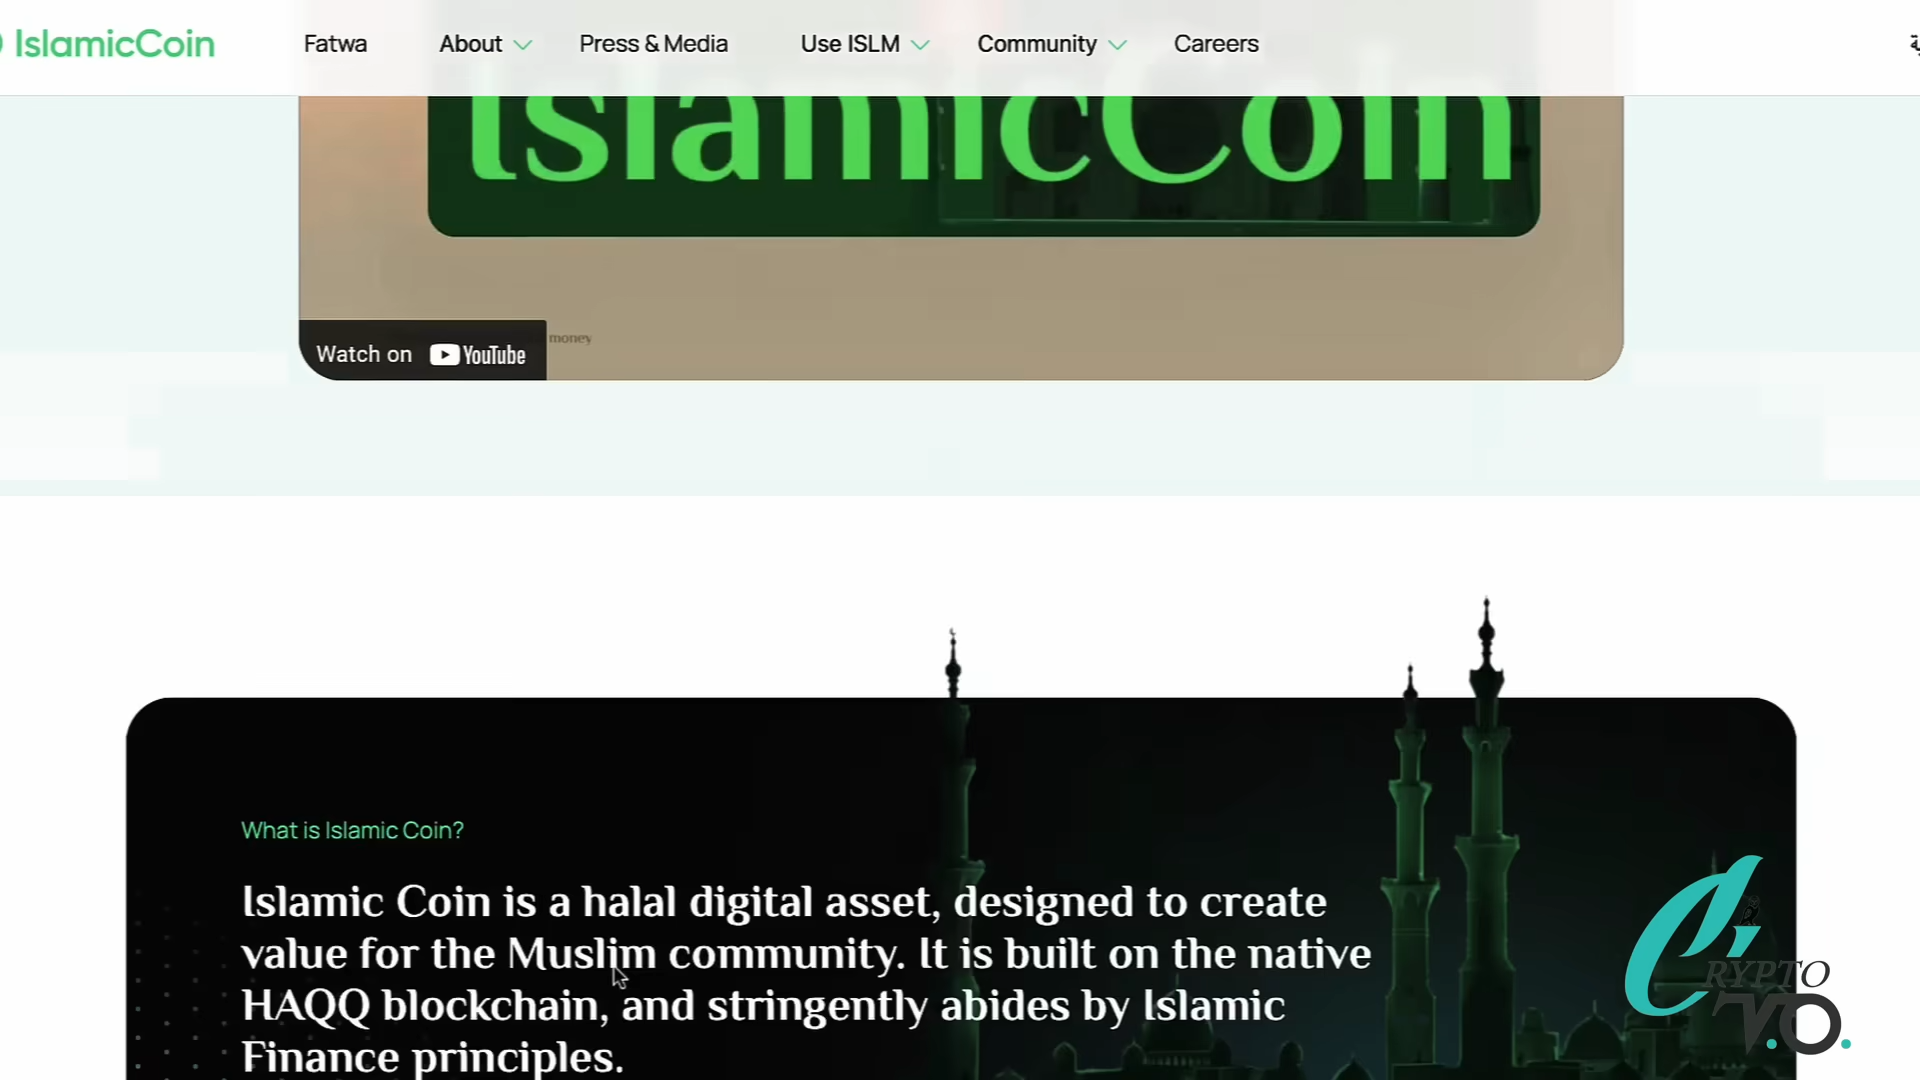 IslamicCoin
Fatwa
About
Press & Media
Use ISLM
Community
Careers
IslamicCoin
money
Watch on YouTube
What is Islamic Coin?
Islamic Coin is a halal digital asset, designed to create
value for the Muslim community. It is built on the native
HAQQ blockchain, and stringently abides by Islamic
Finance principles.
CRYPTO
V.O.